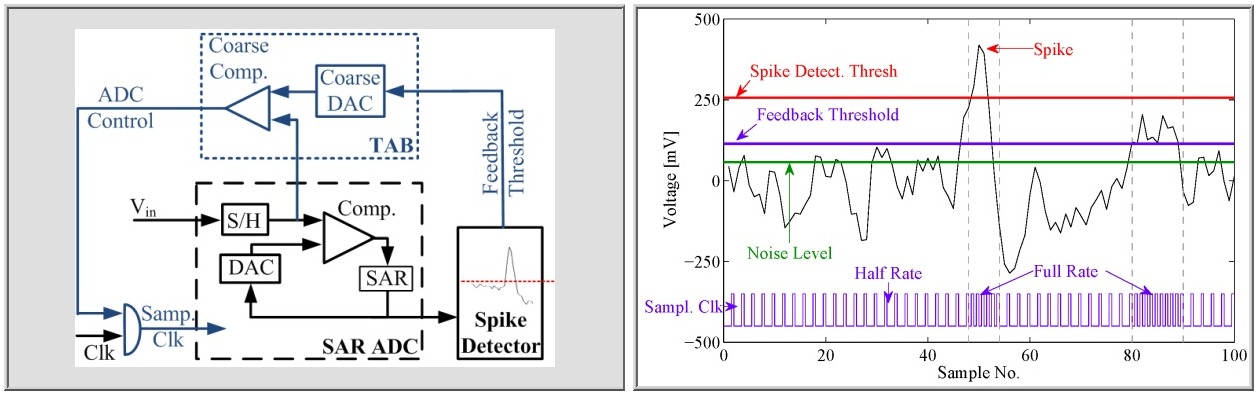 Coarse
Comp.
Coarse
DAC
ADC
Control
TAB
Feedback
Threshold
Vin
S/H
Comp.
DAC
SAR
Samp.
Clk
Clk
SAR ADC
Spike
Detector
500
250
0
−250
−500
Voltage [mV]
Spike
Spike Detect. Thresh
Feedback Threshold
Noise Level
Half Rate
Full Rate
Sampl. Clk
0 20 40 60 80 100
Sample No.